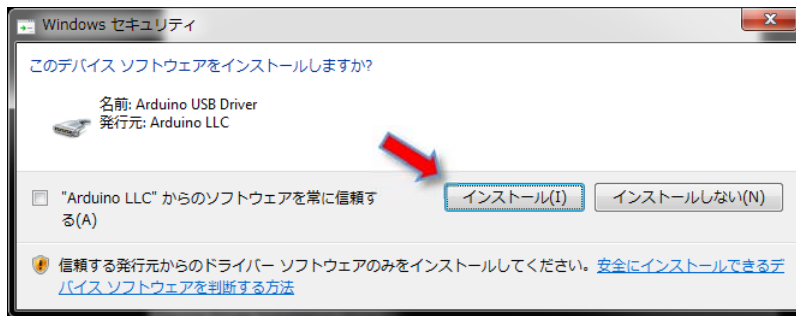 Windows セキュリティ
このデバイス ソフトウェアをインストールしますか?
名前: Arduino USB Driver
発行元: Arduino LLC
"Arduino LLC" からのソフトウェアを常に信頼す
る(A)
インストール(I)
インストールしない(N)
信頼する発行元からのドライバー ソフトウェアのみをインストールしてください。安全にインストールできるデ
バイス ソフトウェアを判断する方法